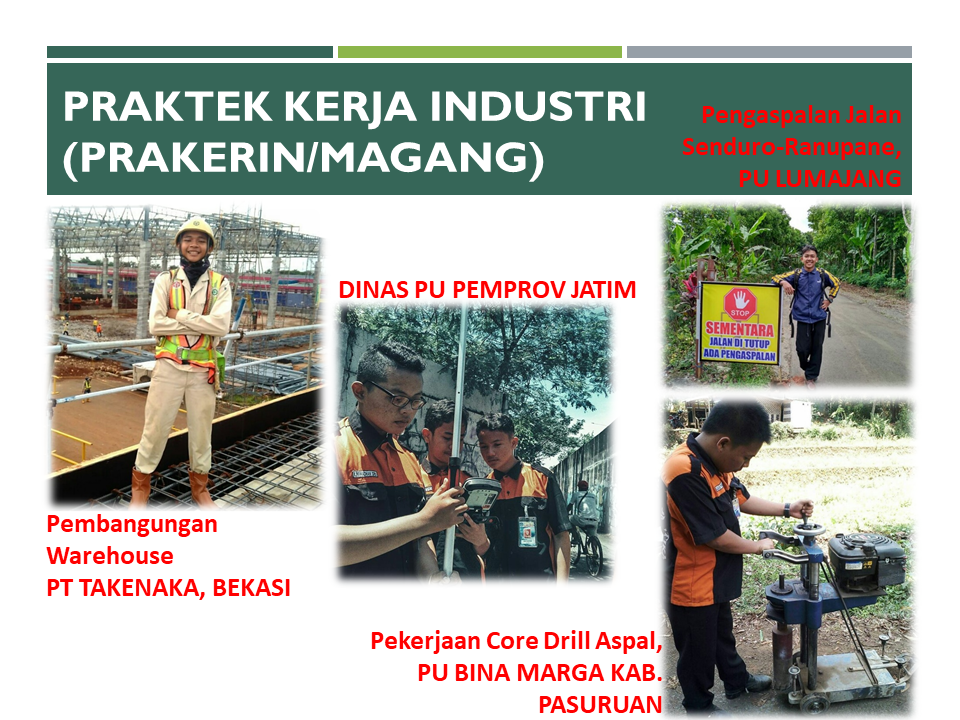 PRAKTEK KERJA INDUSTRI
(PRAKERIN/MAGANG)
Pengaspalan Jalan
Senduro-Ranupane,
PU LUMAJANG
DINAS PU PEMPROV JATIM
STOP
SEMENTARA
JALAN DI TUTUP
ADA PENGASPALAN
Pembangungan
Warehouse
PT TAKENAKA, BEKASI
Pekerjaan Core Drill Aspal,
PU BINA MARGA KAB.
PASURUAN